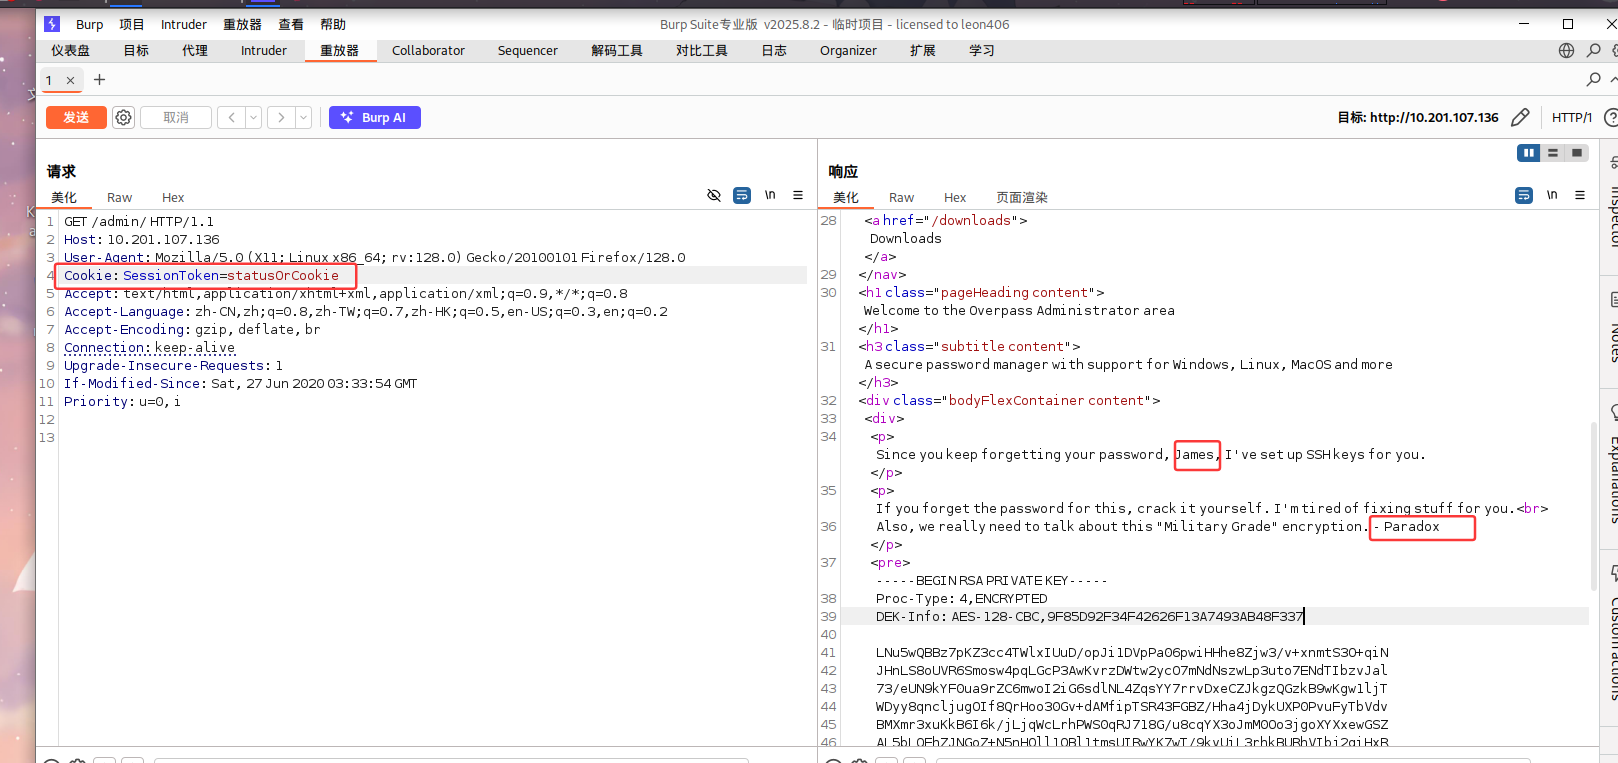 Burp 项目 Intruder 重放器 查看 帮助 Burp Suite专业版 v2025.8.2 - 临时项目 - licensed to leon406
仪表盘 目标 代理 Intruder 重放器 Collaborator Sequencer 解码工具 对比工具 日志 Organizer 扩展 学习
1 × +
发送 取消 < > Burp AI 目标: http://10.201.107.136 HTTP/1
请求
美化 Raw Hex \n
1 GET /admin/ HTTP/1.1
2 Host: 10.201.107.136
3 User-Agent: Mozilla/5.0 (X11; Linux x86_64; rv:128.0) Gecko/20100101 Firefox/128.0
4 Cookie: SessionToken=statusOrCookie
5 Accept: text/html,application/xhtml+xml,application/xml;q=0.9,*/*;q=0.8
6 Accept-Language: zh-CN,zh;q=0.8,zh-TW;q=0.7,zh-HK;q=0.5,en-US;q=0.3,en;q=0.2
7 Accept-Encoding: gzip, deflate, br
8 Connection: keep-alive
9 Upgrade-Insecure-Requests: 1
10 If-Modified-Since: Sat, 27 Jun 2020 03:33:54 GMT
11 Priority: u=0, i
12
13
响应
美化 Raw Hex 页面渲染 \n
28 <a href="/downloads">
Downloads
</a>
29 </nav>
30 <h1 class="pageHeading content">
Welcome to the Overpass Administrator area
</h1>
31 <h3 class="subtitle content">
A secure password manager with support for Windows, Linux, MacOS and more
</h3>
32 <div class="bodyFlexContainer content">
33 <div>
34 <p>
Since you keep forgetting your password, James, I've set up SSH keys for you.
</p>
35 <p>
If you forget the password for this, crack it yourself. I'm tired of fixing stuff for you.<br>
36 Also, we really need to talk about this "Military Grade" encryption. - Paradox
</p>
37 <pre>
-----BEGIN RSA PRIVATE KEY-----
38 Proc-Type: 4,ENCRYPTED
39 DEK-Info: AES-128-CBC,9F85D92F34F42626F13A7493AB48F337
40
41 LNu5wQBBz7pKZ3cc4TWlxIUuD/opJi1DVpPa06pwiHHhe8Zjw3/v+xnmtS3O+qiN
42 JHnLS8oUVR6Smosw4pqLGcP3AwKvrzDWtw2ycO7mNdNszwLp3uto7ENdTIbzvJal
43 73/eUN9kYF0ua9rZC6mwoI2iG6sdlNL4ZqsYY7rrvDxeCZJkgzQGzkB9wKgw1ljT
44 WDyy8qncljugOIf8QrHoo30Gv+dAMfipTSR43FGBZ/Hha4jDykUXP0PvuFyTbVdv
45 BMXmr3xuKkB6I6k/jLjqWcLrhPWS0qRJ718G/u8cqYX3oJmM0Oo3jgoXYXxewGSZ
46 AL5bLQFhZJNGoZ+N5nHOll1OBl1tmsUIRwYK7wT/9kvUiL3rhkBURhVIbj2qiHxR
Inspector
Notes
Explanations
Custom actions